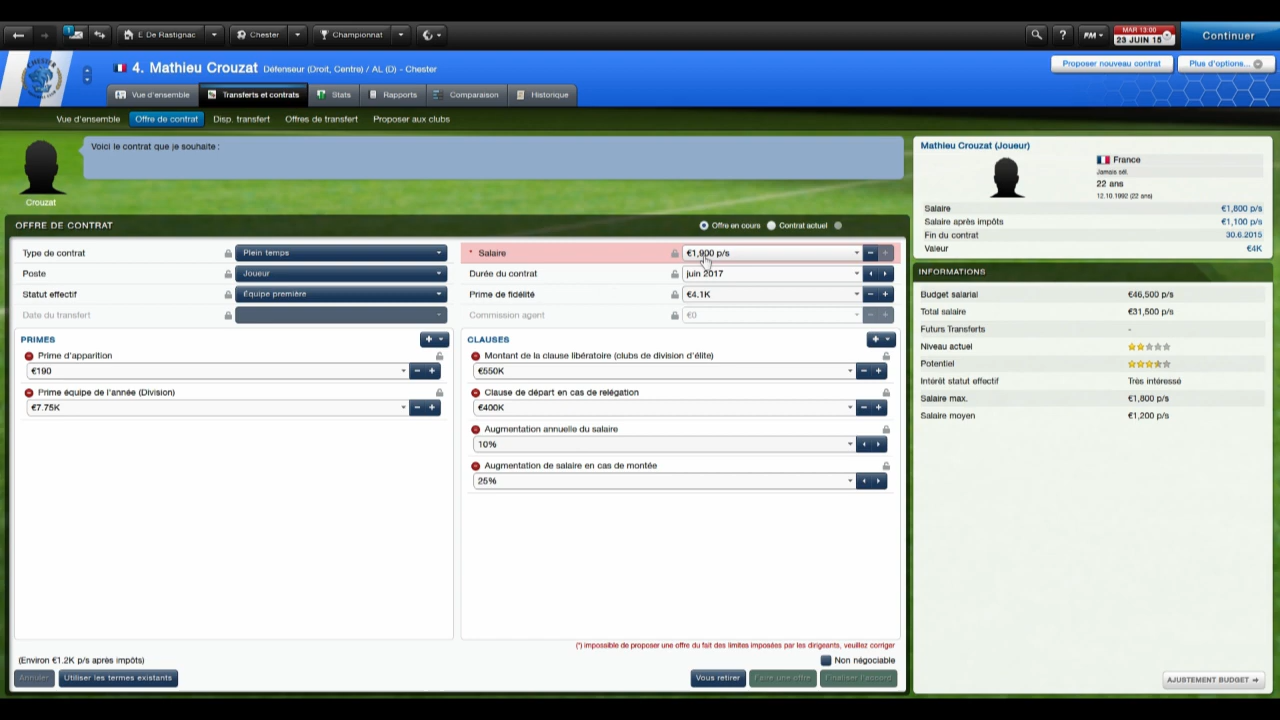 1
E. De Rastignac
Chester
Championnat
?
FM
MAR 13:00
23 JUIN 15
Continuer
CHESTER
4. Mathieu Crouzat Défenseur (Droit, Centre) / AL (D) - Chester
Proposer nouveau contrat
Plus d'options...
Vue d'ensemble
Transferts et contrats
Stats
Rapports
Comparaison
Historique
Vue d'ensemble
Offre de contrat
Disp. transfert
Offres de transfert
Proposer aux clubs
Voici le contrat que je souhaite :
Crouzat
OFFRE DE CONTRAT
Offre en cours
Contrat actuel
Type de contrat
Plein temps
Poste
Joueur
Statut effectif
Équipe première
Date du transfert
* Salaire
€1,900 p/s
Durée du contrat
juin 2017
Prime de fidélité
€4.1K
Commission agent
€0
PRIMES
Prime d'apparition
€190
Prime équipe de l'année (Division)
€7.75K
CLAUSES
Montant de la clause libératoire (clubs de division d'élite)
€550K
Clause de départ en cas de relégation
€400K
Augmentation annuelle du salaire
10%
Augmentation de salaire en cas de montée
25%
(*) impossible de proposer une offre du fait des limites imposées par les dirigeants, veuillez corriger
(Environ €1.2K p/s après impôts)
Non négociable
Annuler
Utiliser les termes existants
Vous retirer
Faire une offre
Finaliser l'accord
Mathieu Crouzat (Joueur)
France
Jamais sél.
22 ans
12.10.1992 (22 ans)
Salaire €1,800 p/s
Salaire après impôts €1,100 p/s
Fin du contrat 30.6.2015
Valeur €4K
INFORMATIONS
Budget salarial €46,500 p/s
Total salaire €31,500 p/s
Futurs Transferts -
Niveau actuel
Potentiel
Intérêt statut effectif Très intéressé
Salaire max. €1,800 p/s
Salaire moyen €1,200 p/s
AJUSTEMENT BUDGET